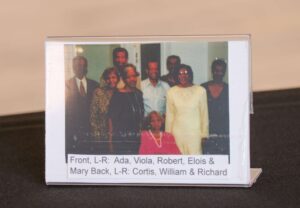 Front, L-R: Ada, Viola, Robert, Elois &
Mary Back, L-R: Cortis, William & Richard